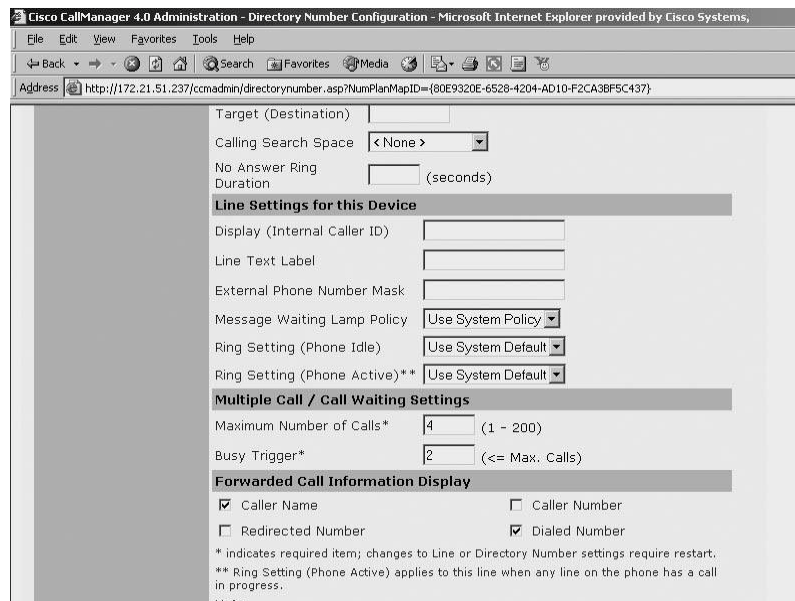 Cisco CallManager 4.0 Administration - Directory Number Configuration - Microsoft Internet Explorer provided by Cisco Systems,
File Edit View Favorites Tools Help
Back Search Favorites Media
Address http://172.21.51.237/ccmadmin/directorynumber.asp?NumPlanMapID={80E9320E-6528-4204-AD10-F2CA3BF5C437}
Target (Destination)
Calling Search Space < None >
No Answer Ring
Duration (seconds)
Line Settings for this Device
Display (Internal Caller ID)
Line Text Label
External Phone Number Mask
Message Waiting Lamp Policy Use System Policy
Ring Setting (Phone Idle) Use System Default
Ring Setting (Phone Active)** Use System Default
Multiple Call / Call Waiting Settings
Maximum Number of Calls* 4 (1 - 200)
Busy Trigger* 2 (<= Max. Calls)
Forwarded Call Information Display
Caller Name Caller Number
Redirected Number Dialed Number
* indicates required item; changes to Line or Directory Number settings require restart.
** Ring Setting (Phone Active) applies to this line when any line on the phone has a call
in progress.